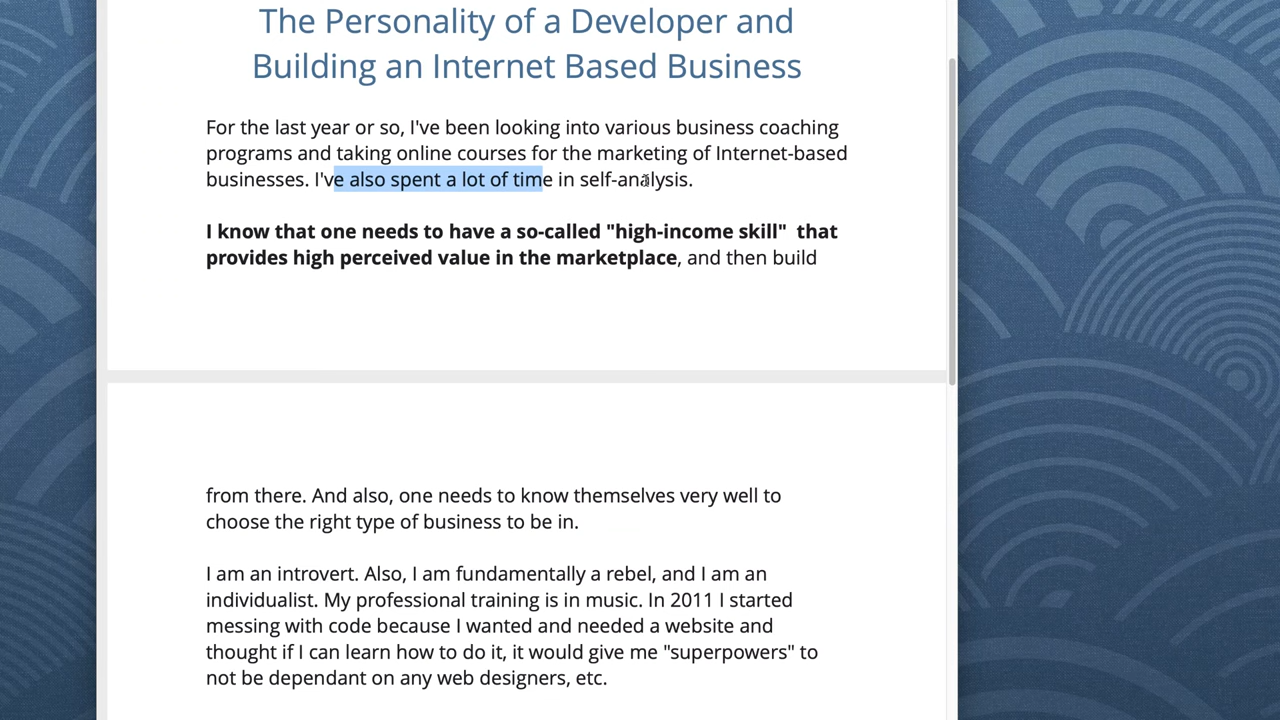 The Personality of a Developer and
Building an Internet Based Business
For the last year or so, I've been looking into various business coaching
programs and taking online courses for the marketing of Internet-based
businesses. I've also spent a lot of time in self-analysis.
I know that one needs to have a so-called "high-income skill"  that
provides high perceived value in the marketplace, and then build
from there. And also, one needs to know themselves very well to
choose the right type of business to be in.
I am an introvert. Also, I am fundamentally a rebel, and I am an
individualist. My professional training is in music. In 2011 I started
messing with code because I wanted and needed a website and
thought if I can learn how to do it, it would give me "superpowers" to
not be dependant on any web designers, etc.